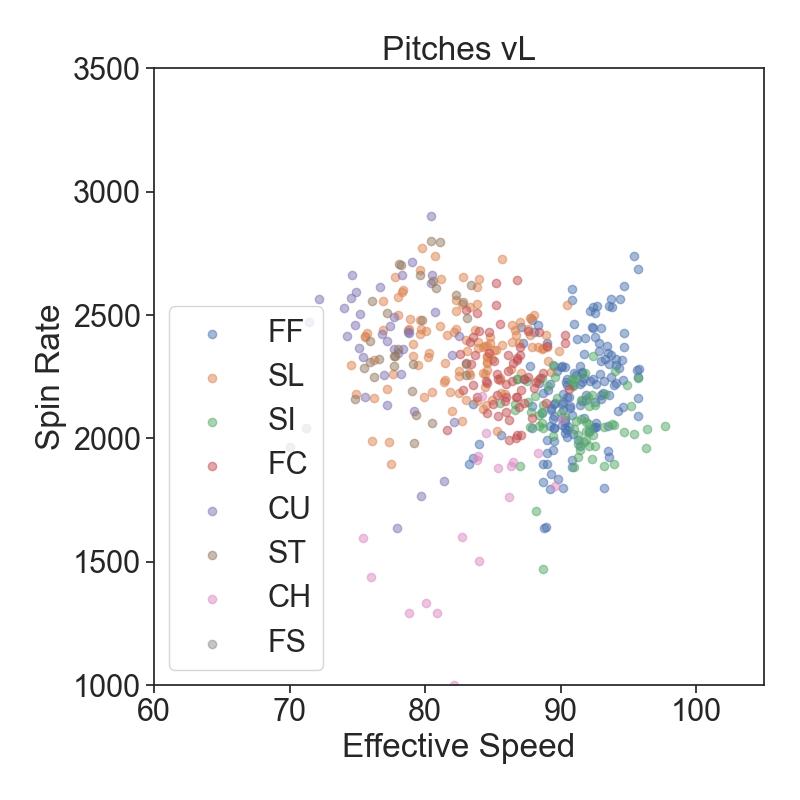 Pitches vL
3500
3000
2500
2000
1500
1000
Spin Rate
FF
SL
SI
FC
CU
ST
CH
FS
60 70 80 90 100
Effective Speed